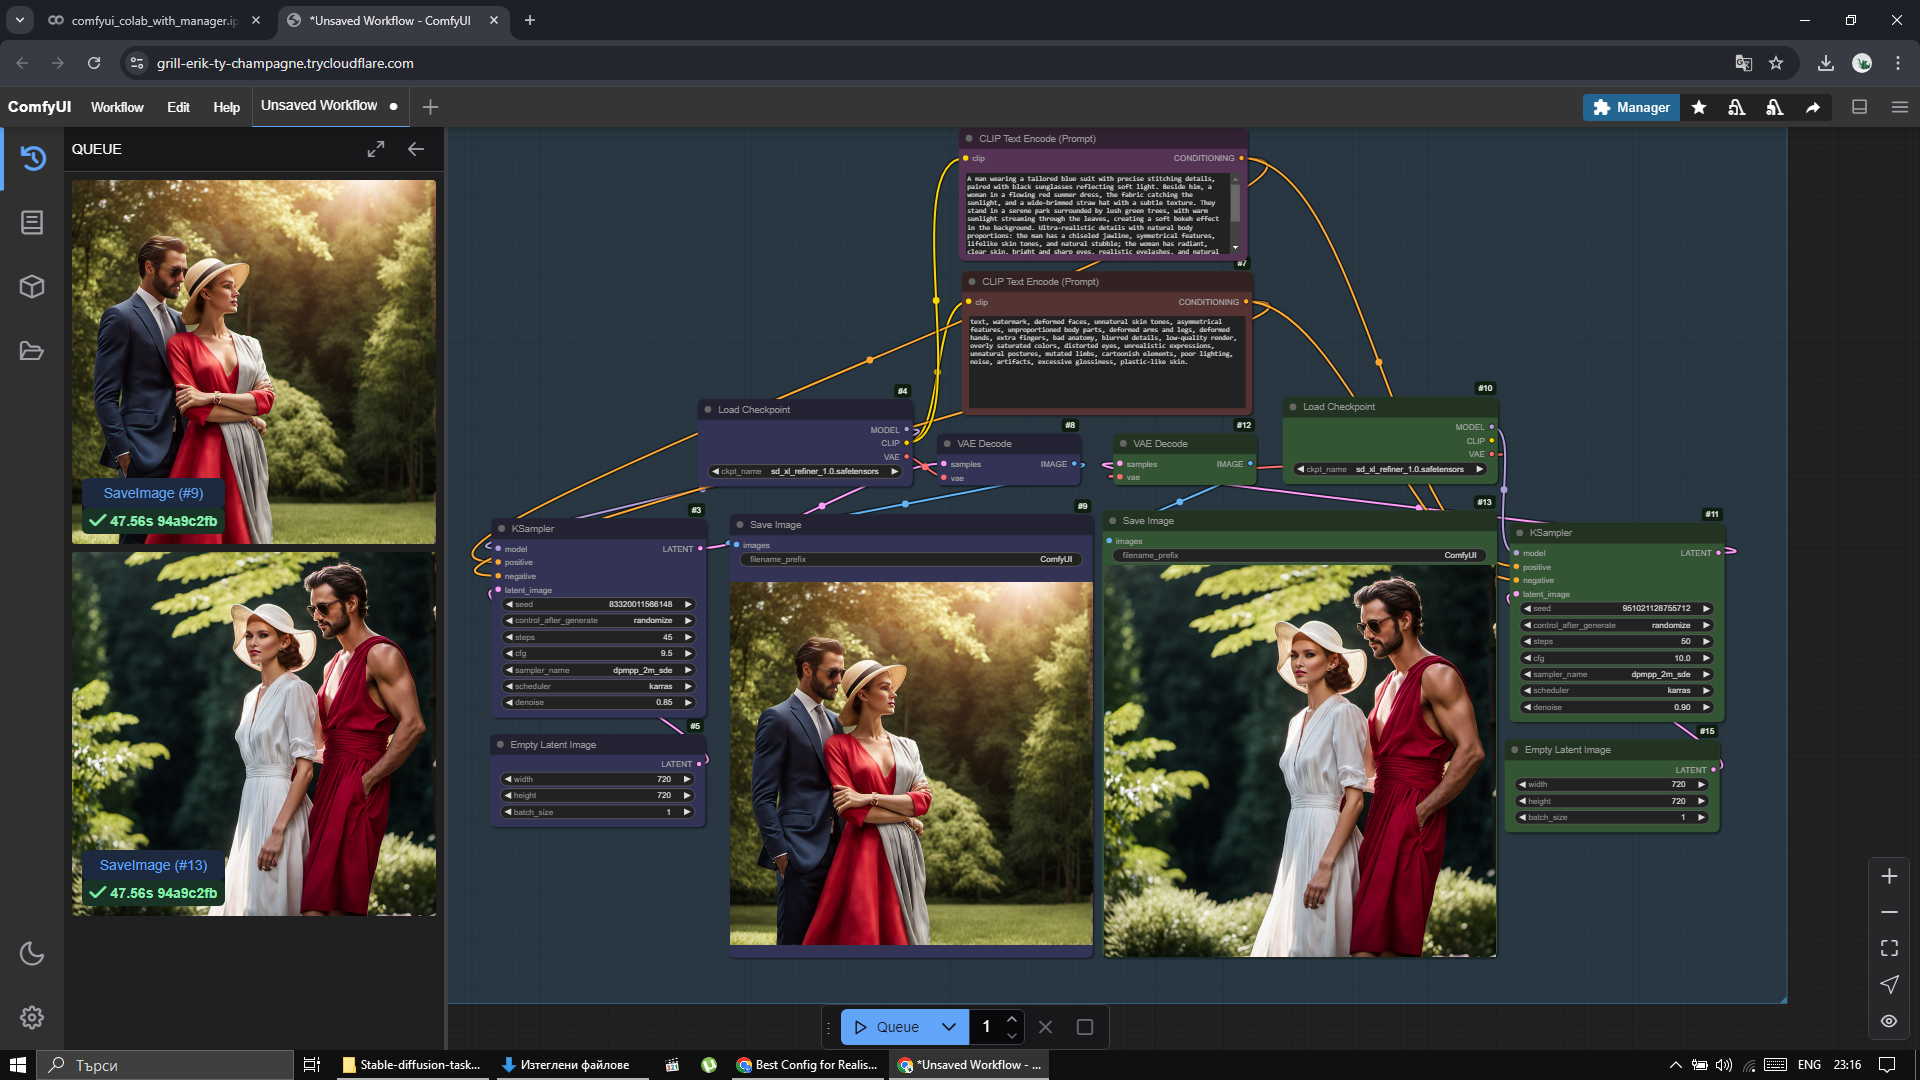 comfyui_colab_with_manager.ip
*Unsaved Workflow - ComfyUI
grill-erik-ty-champagne.trycloudflare.com
ComfyUI
Workflow
Edit
Help
Unsaved Workflow
Manager
QUEUE
SaveImage (#9)
47.56s 94a9c2fb
SaveImage (#13)
47.56s 94a9c2fb
CLIP Text Encode (Prompt)
clip
CONDITIONING
A man wearing a tailored blue suit with precise stitching details,
paired with black sunglasses reflecting soft light. Beside him, a
woman in a flowing red summer dress, the fabric catching the
sunlight, and a wide-brimmed straw hat with a subtle texture. They
stand in a serene park surrounded by lush green trees, with warm
sunlight streaming through the leaves, creating a soft bokeh effect
in the background. Ultra-realistic details with natural body
proportions: the man has a chiseled jawline, symmetrical features,
lifelike skin tones, and natural stubble; the woman has radiant,
clear skin, bright and sharp eyes, realistic eyelashes, and natural
#7
CLIP Text Encode (Prompt)
clip
CONDITIONING
text, watermark, deformed faces, unnatural skin tones, asymmetrical
features, unproportioned body parts, deformed arms and legs, deformed
hands, extra fingers, bad anatomy, blurred details, low-quality render,
overly saturated colors, distorted eyes, unrealistic expressions,
unnatural postures, mutated limbs, cartoonish elements, poor lighting,
noise, artifacts, excessive glossiness, plastic-like skin.
#4
Load Checkpoint
MODEL
CLIP
VAE
ckpt_name sd_xl_refiner_1.0.safetensors
#8
VAE Decode
samples
IMAGE
vae
#12
VAE Decode
samples
IMAGE
vae
#10
Load Checkpoint
MODEL
CLIP
VAE
ckpt_name sd_xl_refiner_1.0.safetensors
#3
KSampler
model
LATENT
positive
negative
latent_image
seed 83320011566148
control_after_generate randomize
steps 45
cfg 9.5
sampler_name dpmpp_2m_sde
scheduler karras
denoise 0.85
#5
Empty Latent Image
LATENT
width 720
height 720
batch_size 1
#9
Save Image
images
filename_prefix ComfyUI
#13
Save Image
images
filename_prefix ComfyUI
#11
KSampler
model
LATENT
positive
negative
latent_image
seed 951021128755712
control_after_generate randomize
steps 50
cfg 10.0
sampler_name dpmpp_2m_sde
scheduler karras
denoise 0.90
#15
Empty Latent Image
LATENT
width 720
height 720
batch_size 1
Queue
1
Търси
Stable-diffusion-task...
Изтеглени файлове
Best Config for Realis...
*Unsaved Workflow - ...
ENG
23:16